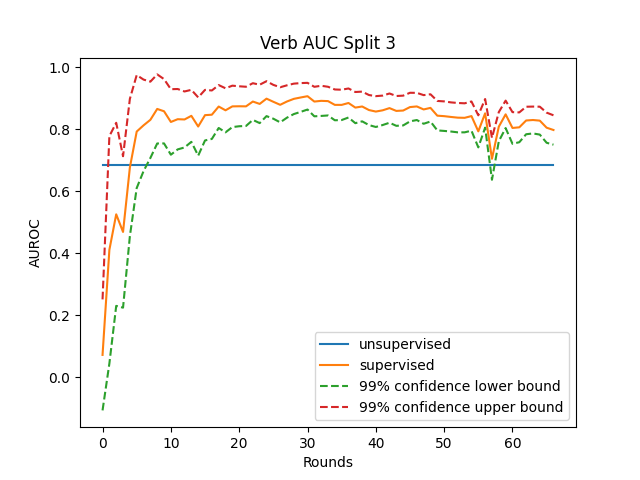 Verb AUC Split 3
1.0
0.8
0.6
0.4
0.2
0.0
AUROC
0 10 20 30 40 50 60
Rounds
unsupervised
supervised
99% confidence lower bound
99% confidence upper bound